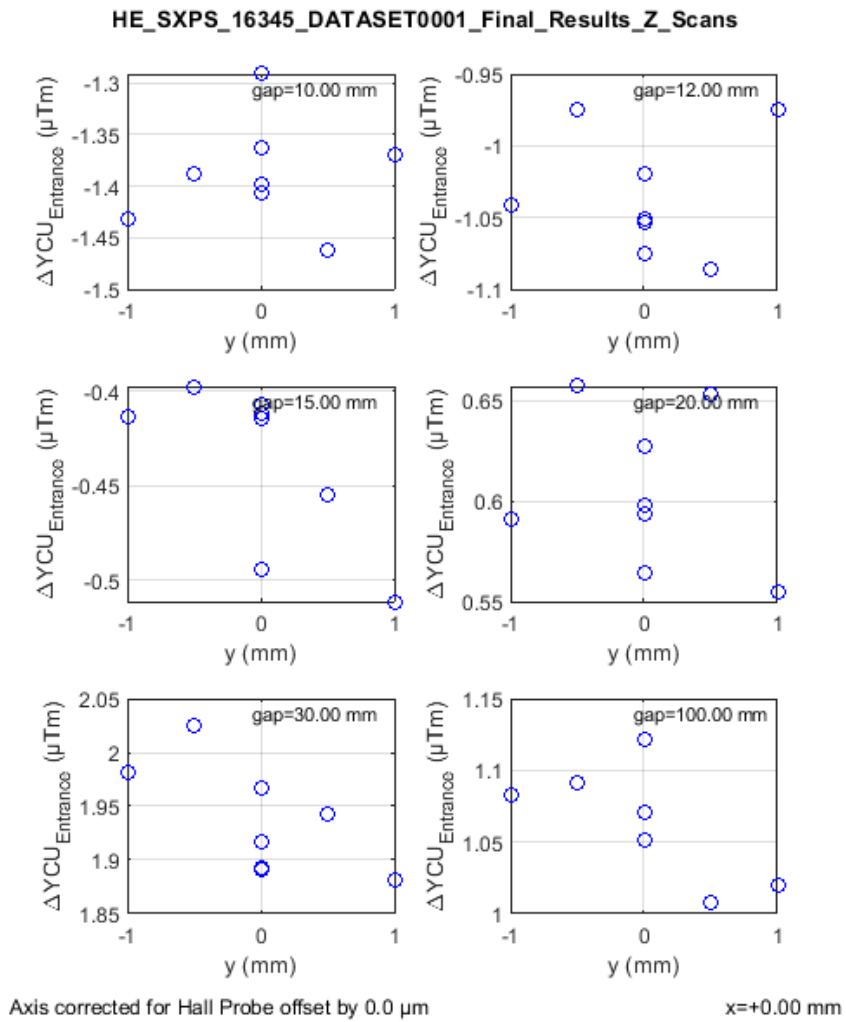 HE_SXPS_16345_DATASET0001_Final_Results_Z_Scans
ΔYCU_Entrance (µTm)
-1.3
-1.35
-1.4
-1.45
-1.5
gap=10.00 mm
-1 0 1
y (mm)
ΔYCU_Entrance (µTm)
-0.95
-1
-1.05
-1.1
gap=12.00 mm
-1 0 1
y (mm)
ΔYCU_Entrance (µTm)
-0.4
-0.45
-0.5
gap=15.00 mm
-1 0 1
y (mm)
ΔYCU_Entrance (µTm)
0.65
0.6
0.55
gap=20.00 mm
-1 0 1
y (mm)
ΔYCU_Entrance (µTm)
2.05
2
1.95
1.9
1.85
gap=30.00 mm
-1 0 1
y (mm)
ΔYCU_Entrance (µTm)
1.15
1.1
1.05
1
gap=100.00 mm
-1 0 1
y (mm)
Axis corrected for Hall Probe offset by 0.0 µm
x=+0.00 mm